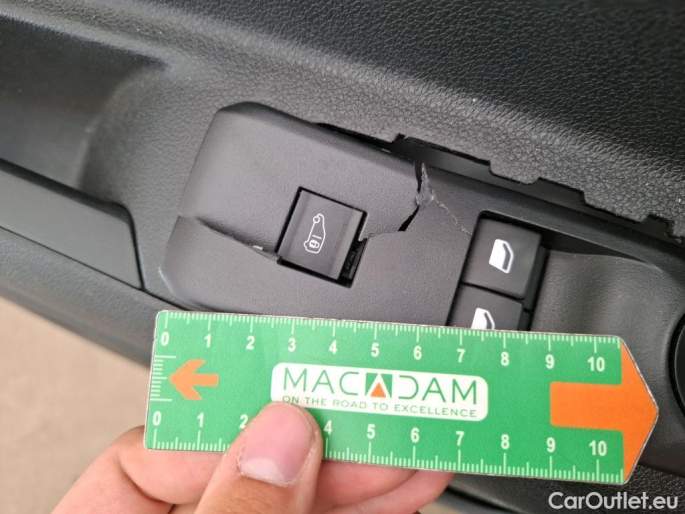 0 1 2 3 4 5 6 7 8 9 10
MACADAM
ON THE ROAD TO EXCELLENCE
0 1 2 3 4 5 6 7 8 9 10
CarOutlet.eu